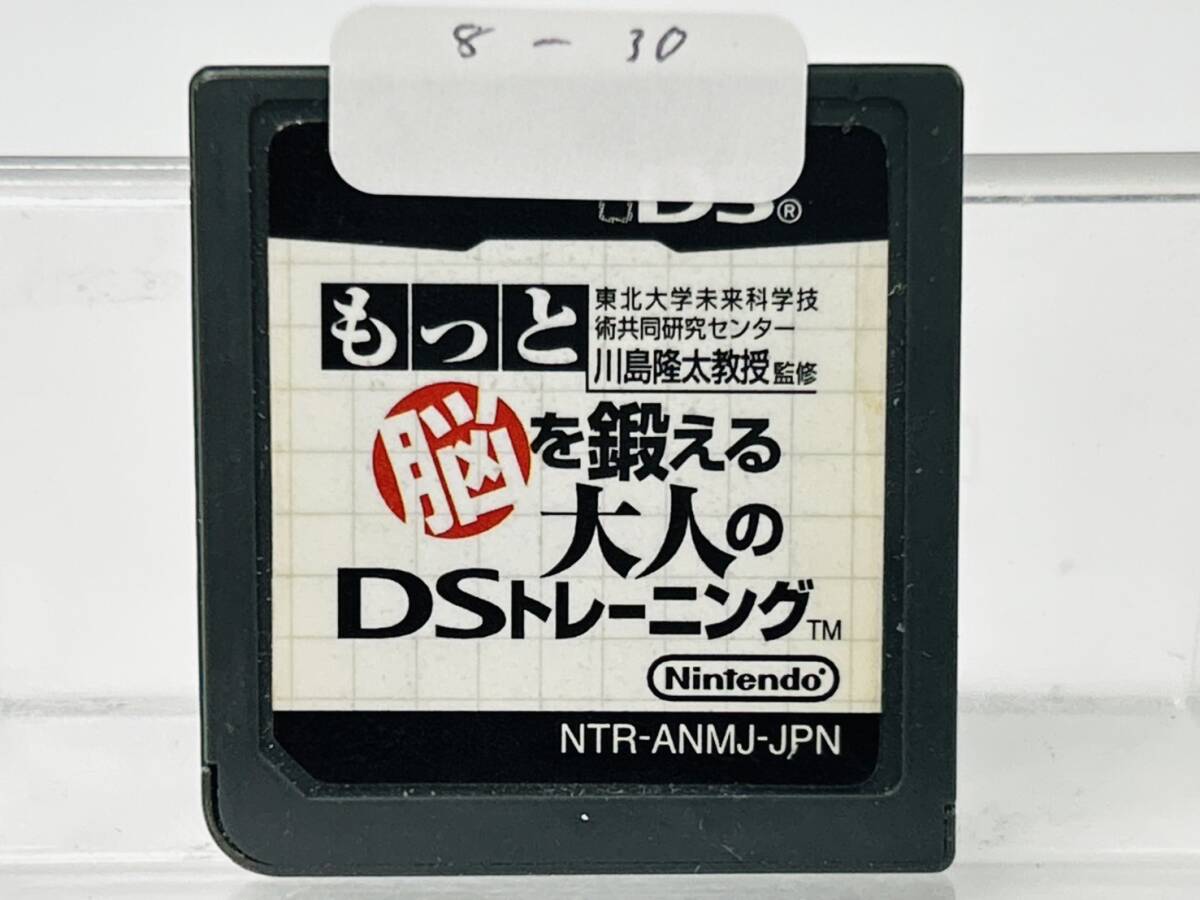 8 - 30
DS®
もっと
東北大学未来科学技
術共同研究センター
川島隆太教授監修
脳を鍛える
大人の
DSトレーニング™
Nintendo
NTR-ANMJ-JPN